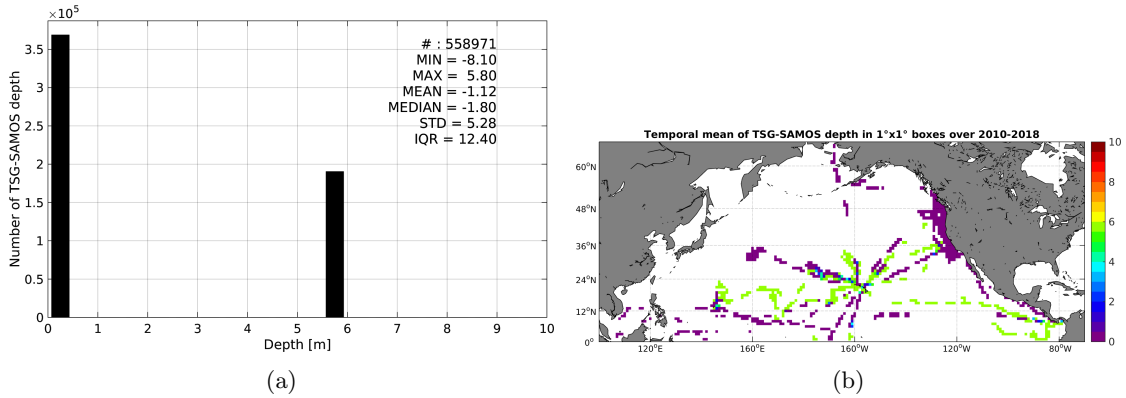 ×10⁵
# : 558971
MIN = -8.10
MAX = 5.80
MEAN = -1.12
MEDIAN = -1.80
STD = 5.28
IQR = 12.40
Number of TSG-SAMOS depth
3.5
3
2.5
2
1.5
1
0.5
0
0 1 2 3 4 5 6 7 8 9 10
Depth [m]
(a)
Temporal mean of TSG-SAMOS depth in 1°x1° boxes over 2010-2018
60°N
48°N
36°N
24°N
12°N
0°
120°E 160°E 160°W 120°W 80°W
10
8
6
4
2
0
(b)